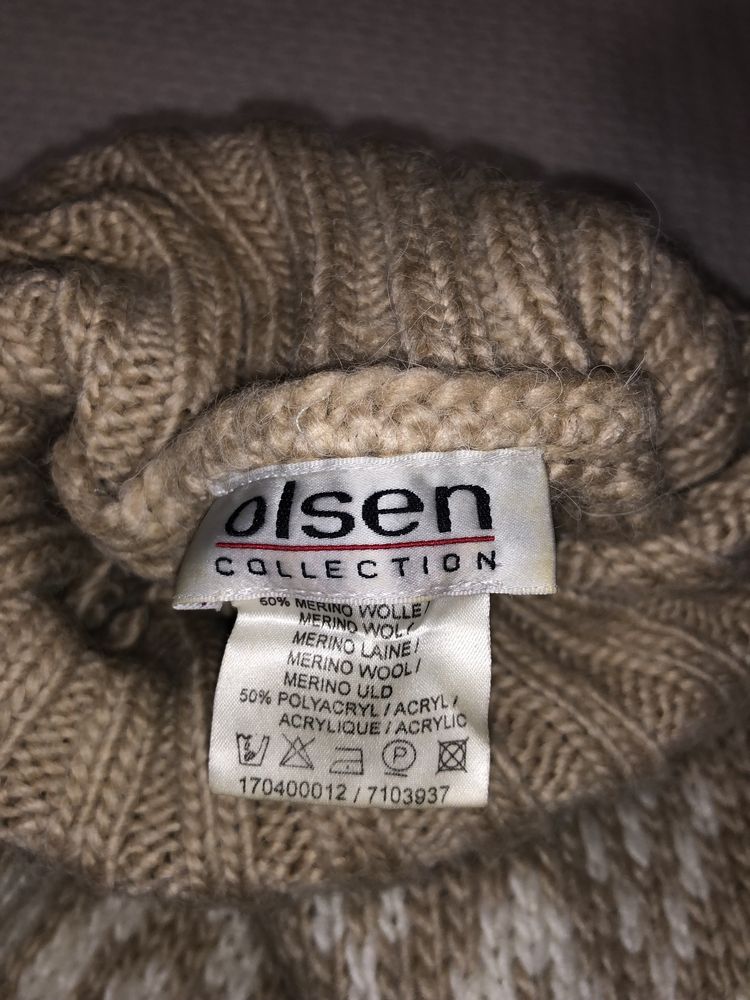 olsen
COLLECTION
50% MERINO WOLLE /
MERINO WOL /
MERINO LAINE /
MERINO WOOL /
MERINO ULD
50% POLYACRYL / ACRYL /
ACRYLIQUE / ACRYLIC
P
170400012 / 7103937